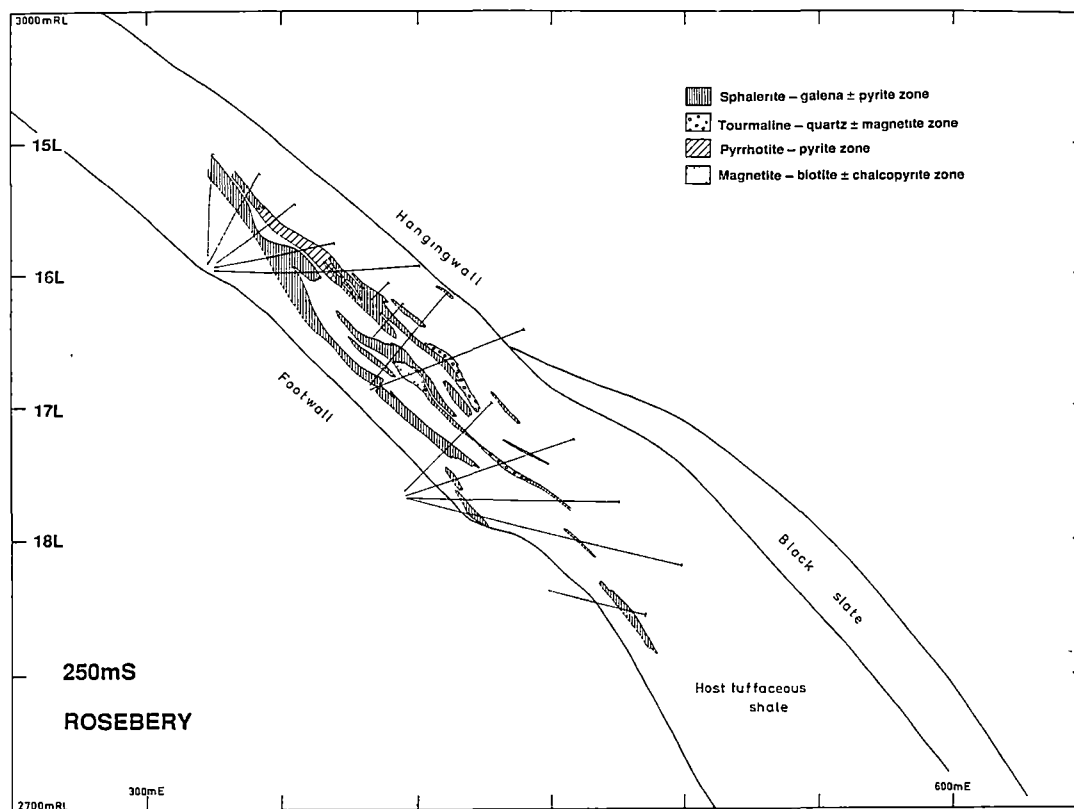 3000mRL
Sphalerite – galena ± pyrite zone
Tourmaline – quartz ± magnetite zone
Pyrrhotite – pyrite zone
Magnetite – biotite ± chalcopyrite zone
15L
Hangingwall
16L
Footwall
17L
18L
Black
slate
250mS
ROSEBERY
Host tuffaceous
shale
300mE
600mE
2700mRL